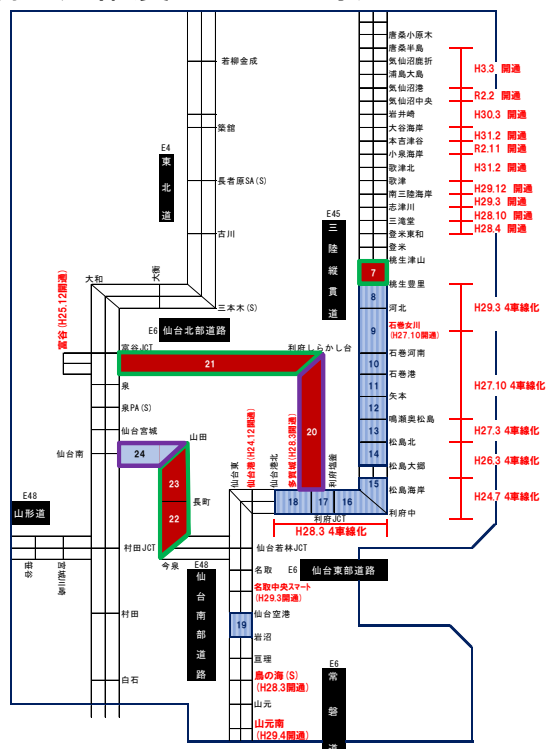 唐桑小原木
唐桑半島
気仙沼鹿折
浦島大島
気仙沼港
気仙沼中央
岩井崎
大谷海岸
本吉津谷
小泉海岸
歌津北
歌津
南三陸海岸
志津川
三滝堂
登米東和
登米
桃生津山
桃生豊里
河北
石巻女川
(H27.10開通)
石巻河南
石巻港
矢本
鳴瀬奥松島
松島北
松島大郷
松島海岸
利府中
H3.3 開通
R2.2 開通
H30.3 開通
H31.2 開通
R2.11 開通
H31.2 開通
H29.12 開通
H29.3 開通
H28.10 開通
H28.4 開通
H29.3 4車線化
H27.10 4車線化
H27.3 4車線化
H26.3 4車線化
H24.7 4車線化
7
8
9
10
11
12
13
14
15
16
17
18
19
20
21
22
23
24
E45
三陸縦貫道
E4
東北道
若柳金成
築館
長者原SA(S)
古川
三本木(S)
大衡
大和
富谷(H25.12開通)
E6 仙台北部道路
富谷JCT
利府しらかし台
泉
泉PA(S)
仙台宮城
仙台南
山田
長町
今泉
E48
山形道
村田JCT
笹谷
宮城川崎
村田
白石
E48
仙台南部道路
仙台東
仙台港(H24.12開通)
仙台港北
多賀城(H28.3開通)
利府塩釜
利府JCT
H28.3 4車線化
仙台若林JCT
名取
E6 仙台東部道路
名取中央スマート
(H29.3開通)
仙台空港
岩沼
亘理
鳥の海(S)
(H28.3開通)
山元
山元南
(H29.4開通)
E6
常磐道